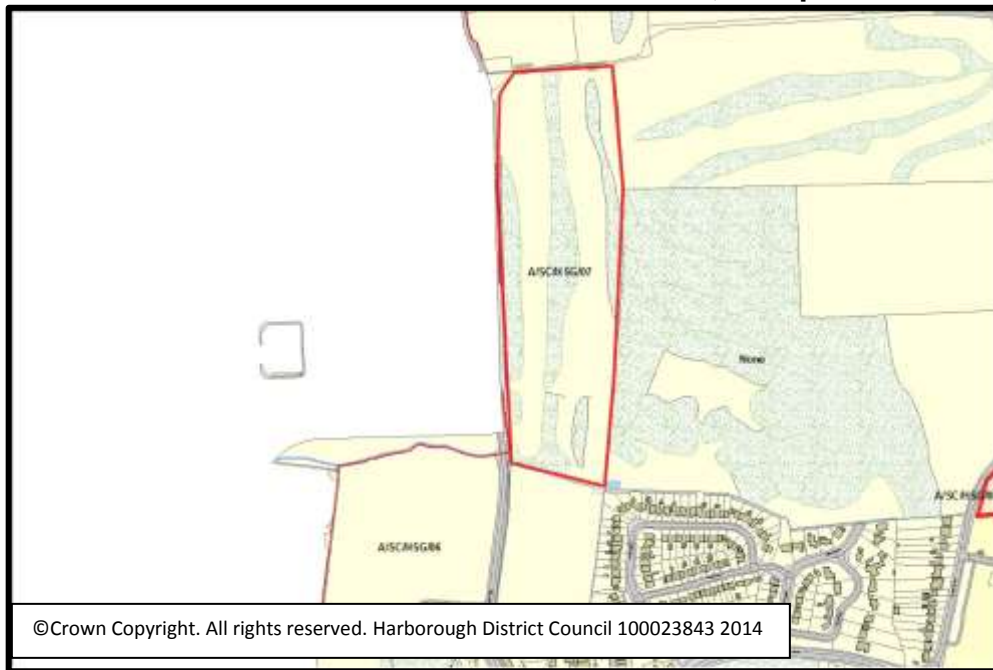 A/SC/HSG/07
None
A/SC/HSG/06
©Crown Copyright. All rights reserved. Harborough District Council 100023843 2014